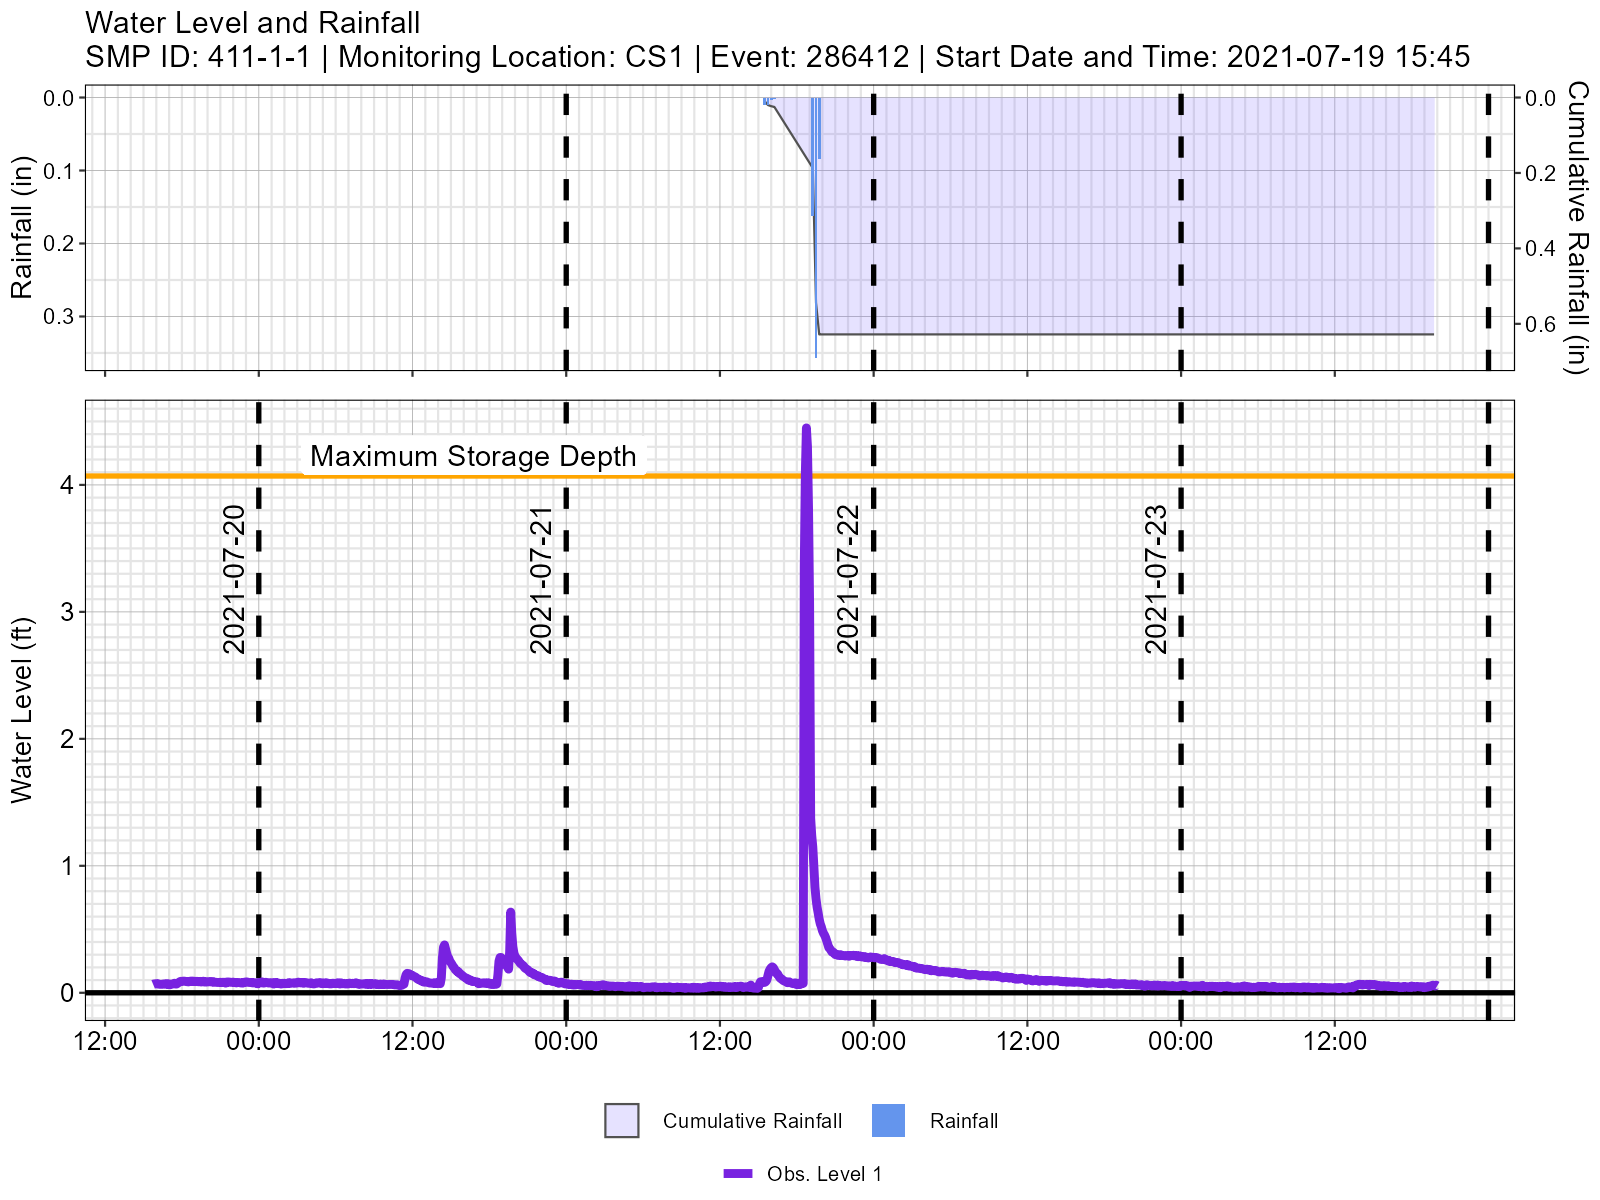 Water Level and Rainfall
SMP ID: 411-1-1 | Monitoring Location: CS1 | Event: 286412 | Start Date and Time: 2021-07-19 15:45
Rainfall (in)
0.0
0.1
0.2
0.3
0.0
0.2
0.4
0.6
Cumulative Rainfall (in)
Maximum Storage Depth
Water Level (ft)
4
3
2
1
0
2021-07-20
2021-07-21
2021-07-22
2021-07-23
12:00 00:00 12:00 00:00 12:00 00:00 12:00 00:00 12:00
Cumulative Rainfall
Rainfall
Obs. Level 1